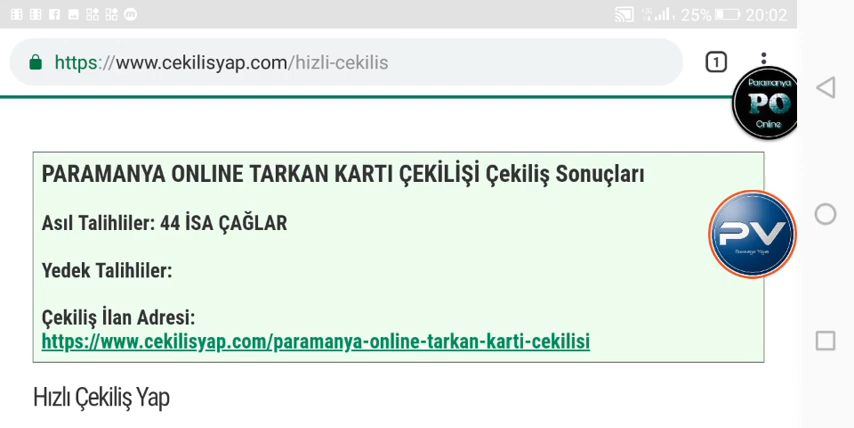 25% 20:02
https://www.cekilisyap.com/hizli-cekilis
1
Paramanya
PO
Online
PARAMANYA ONLINE TARKAN KARTI ÇEKİLİŞİ Çekiliş Sonuçları
Asıl Talihliler: 44 İSA ÇAĞLAR
PV
Yedek Talihliler:
Çekiliş İlan Adresi:
https://www.cekilisyap.com/paramanya-online-tarkan-karti-cekilisi
Hızlı Çekiliş Yap